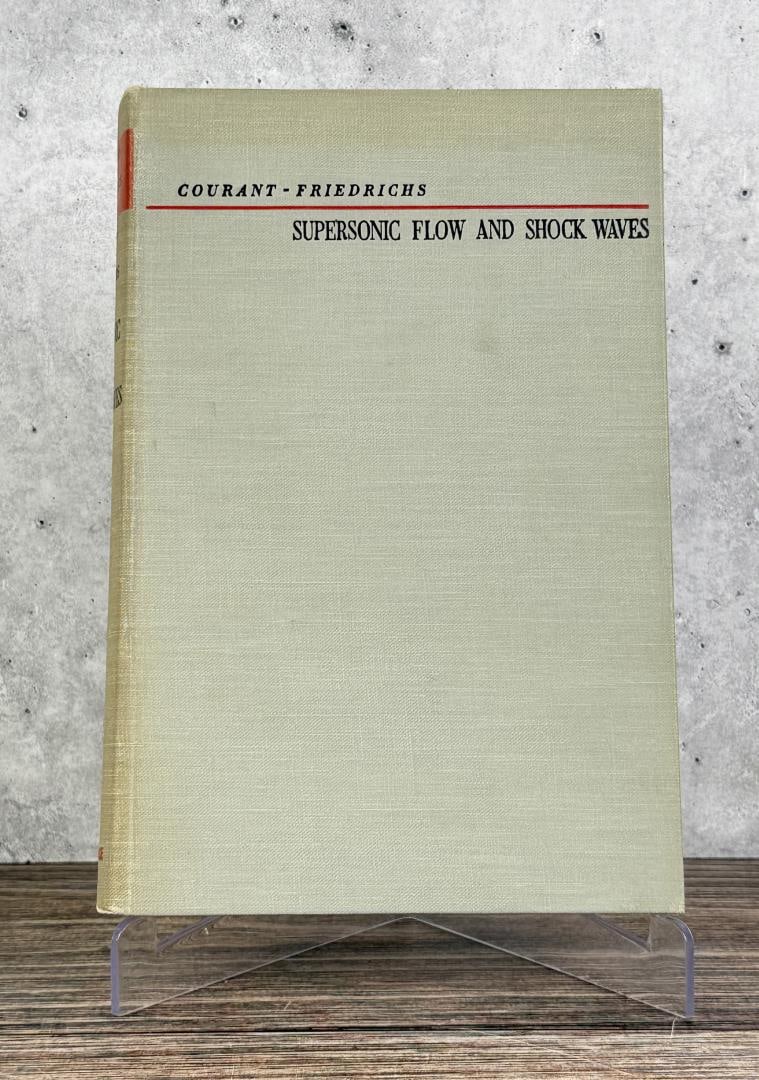 COURANT - FRIEDRICHS
SUPERSONIC FLOW AND SHOCK WAVES